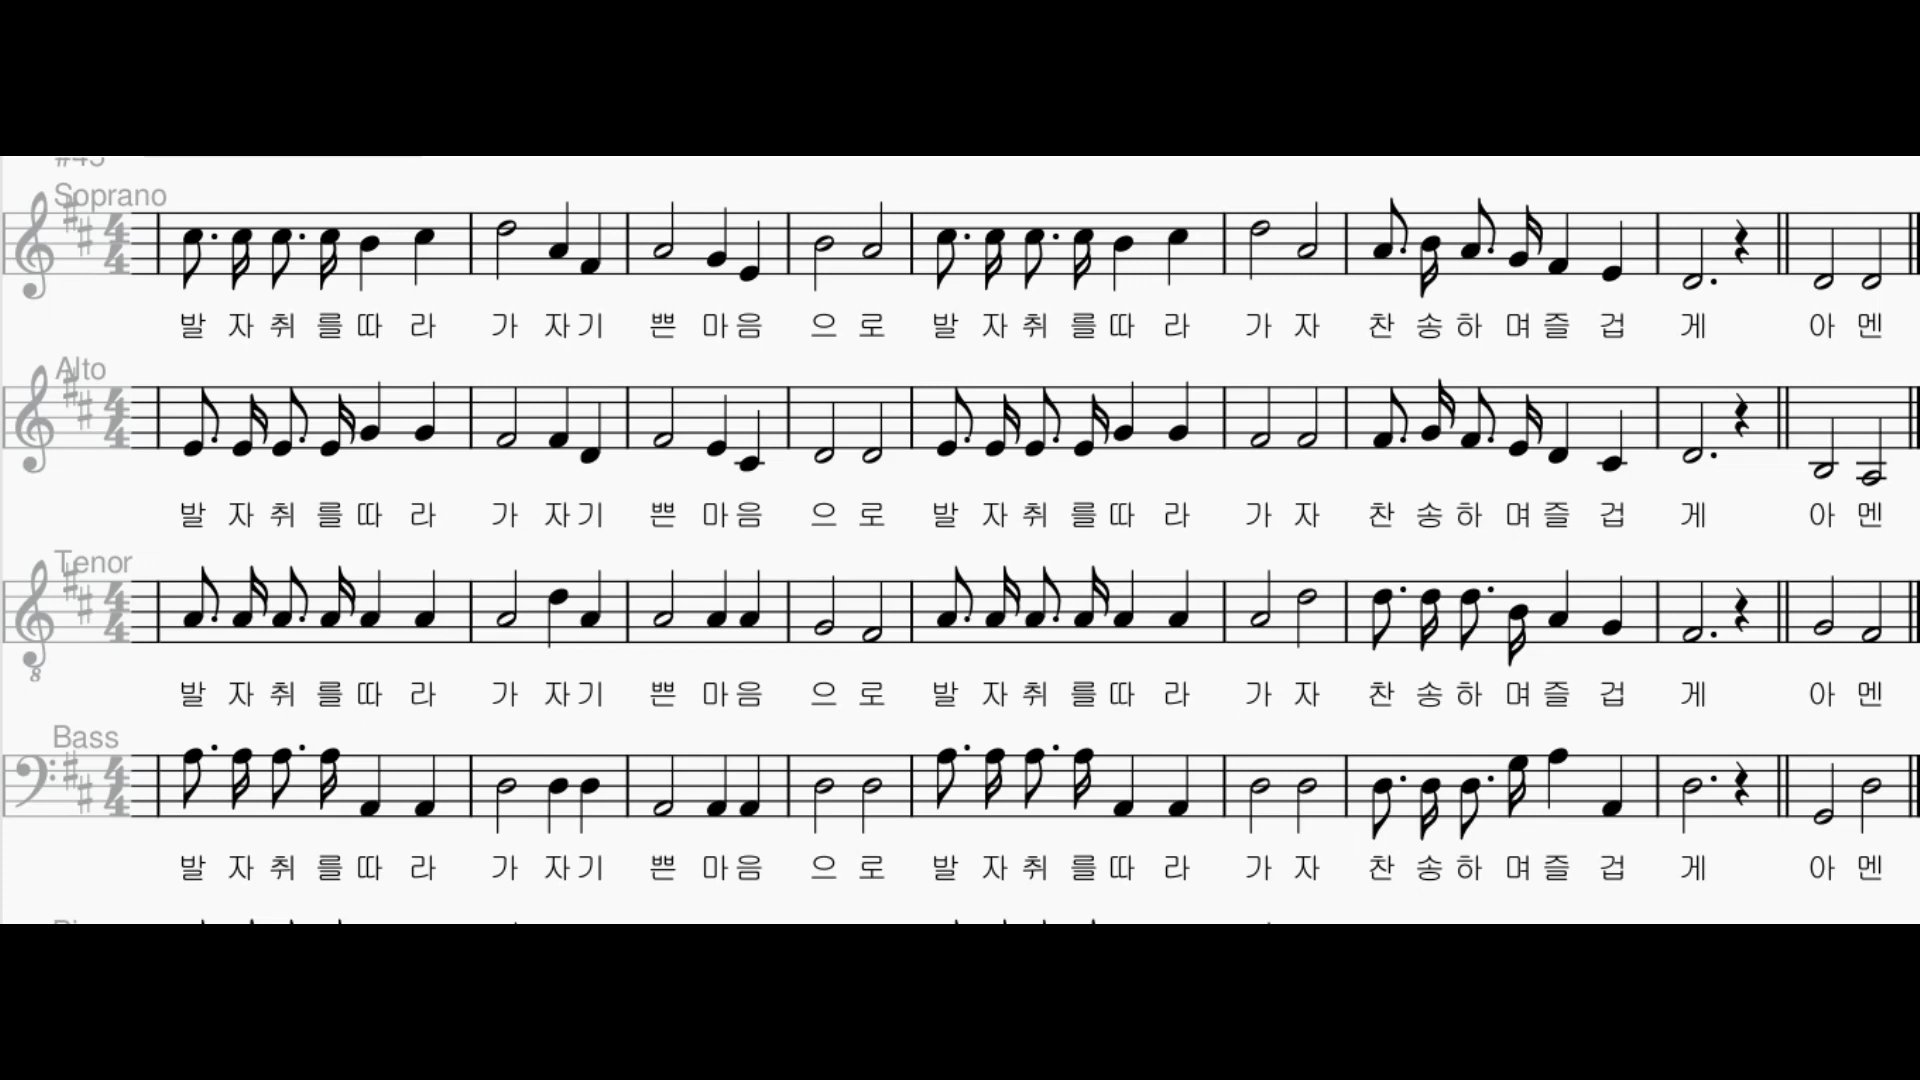 Soprano
발 자 취 를 따 라 가 자 기 쁜 마 음 으 로 발 자 취 를 따 라 가 자 찬 송 하 며 즐 겁 게 아 멘
Alto
발 자 취 를 따 라 가 자 기 쁜 마 음 으 로 발 자 취 를 따 라 가 자 찬 송 하 며 즐 겁 게 아 멘
Tenor
발 자 취 를 따 라 가 자 기 쁜 마 음 으 로 발 자 취 를 따 라 가 자 찬 송 하 며 즐 겁 게 아 멘
Bass
발 자 취 를 따 라 가 자 기 쁜 마 음 으 로 발 자 취 를 따 라 가 자 찬 송 하 며 즐 겁 게 아 멘